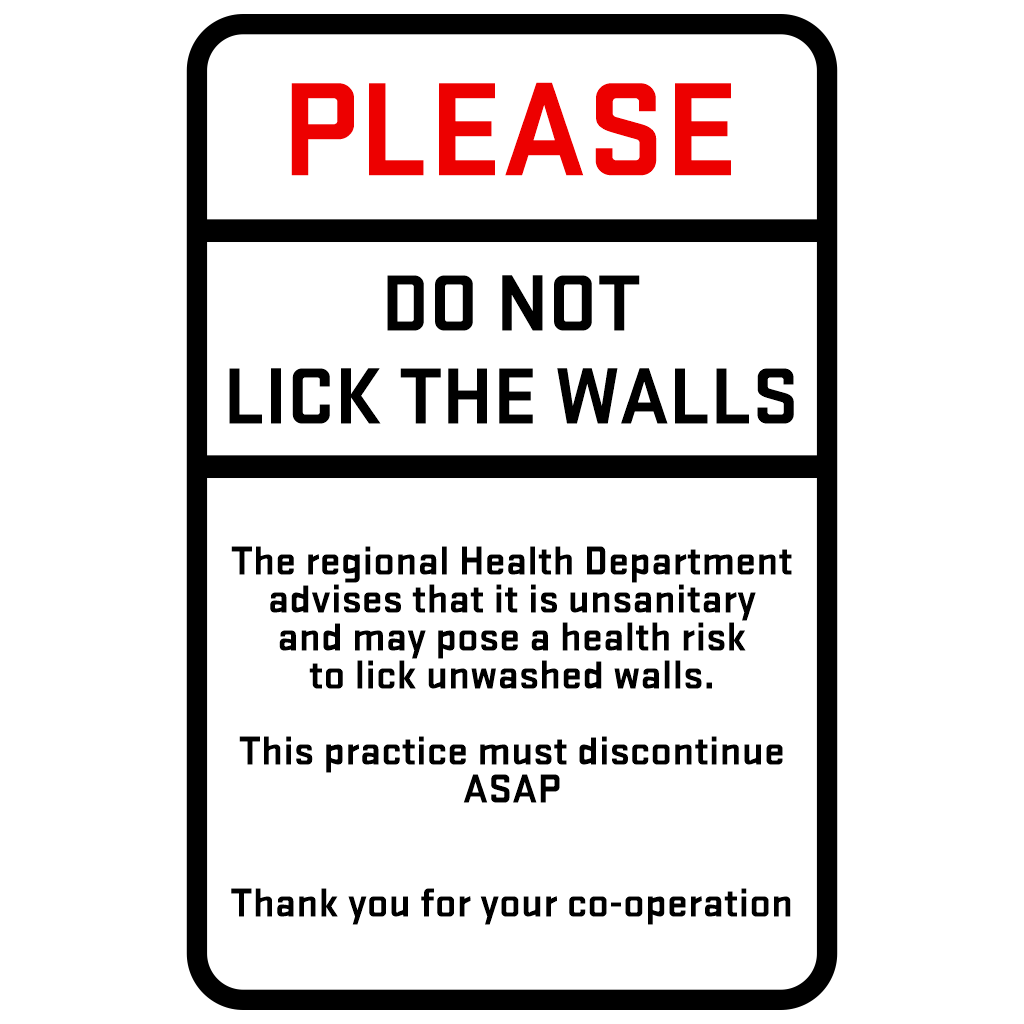 PLEASE
DO NOT
LICK THE WALLS
The regional Health Department
advises that it is unsanitary
and may pose a health risk
to lick unwashed walls.
This practice must discontinue
ASAP
Thank you for your co-operation